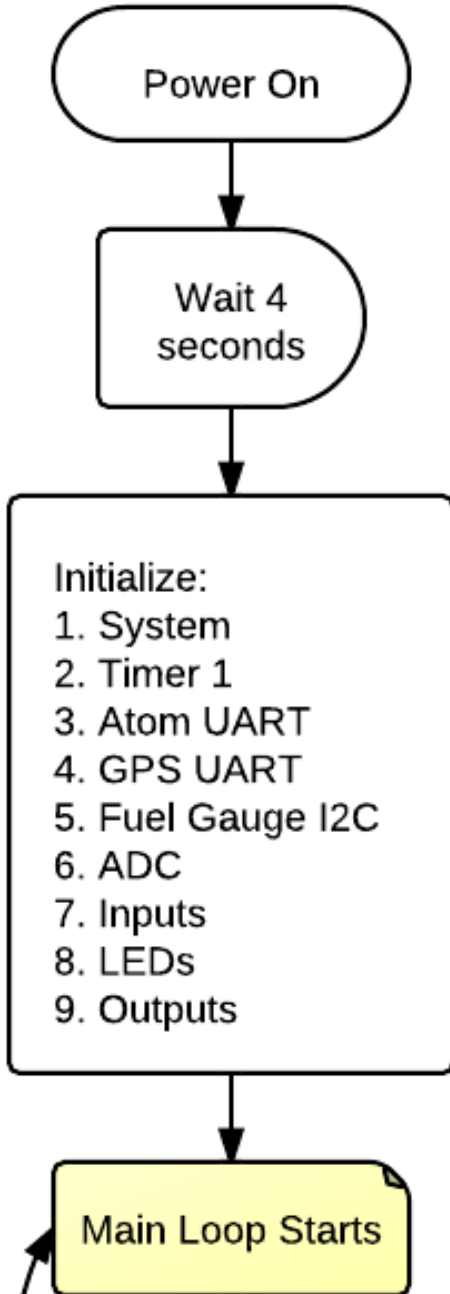 Power On
Wait 4
seconds
Initialize:
1. System
2. Timer 1
3. Atom UART
4. GPS UART
5. Fuel Gauge I2C
6. ADC
7. Inputs
8. LEDs
9. Outputs
Main Loop Starts